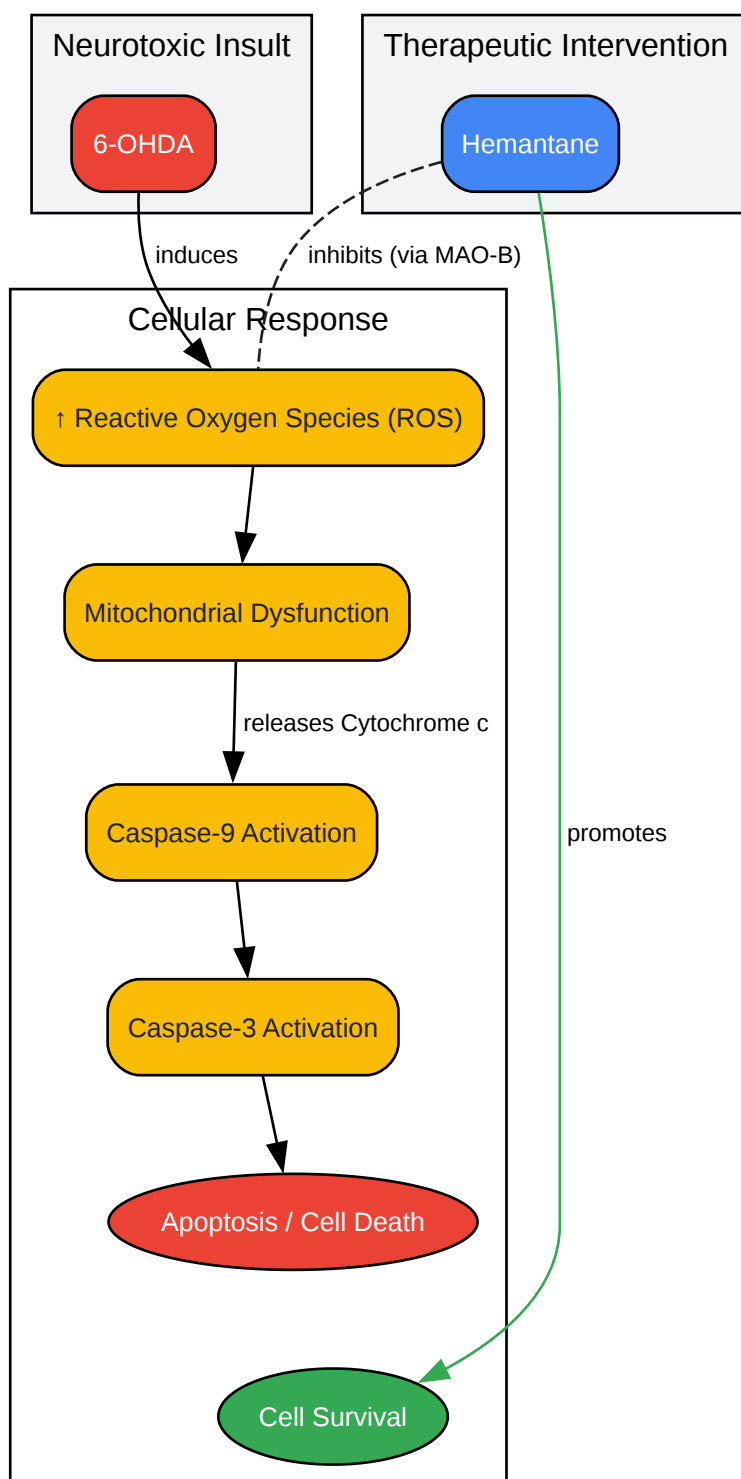 Neurotoxic Insult
Therapeutic Intervention
6-OHDA
Hemantane
induces
inhibits (via MAO-B)
Cellular Response
↑ Reactive Oxygen Species (ROS)
Mitochondrial Dysfunction
releases Cytochrome c
Caspase-9 Activation
promotes
Caspase-3 Activation
Apoptosis / Cell Death
Cell Survival